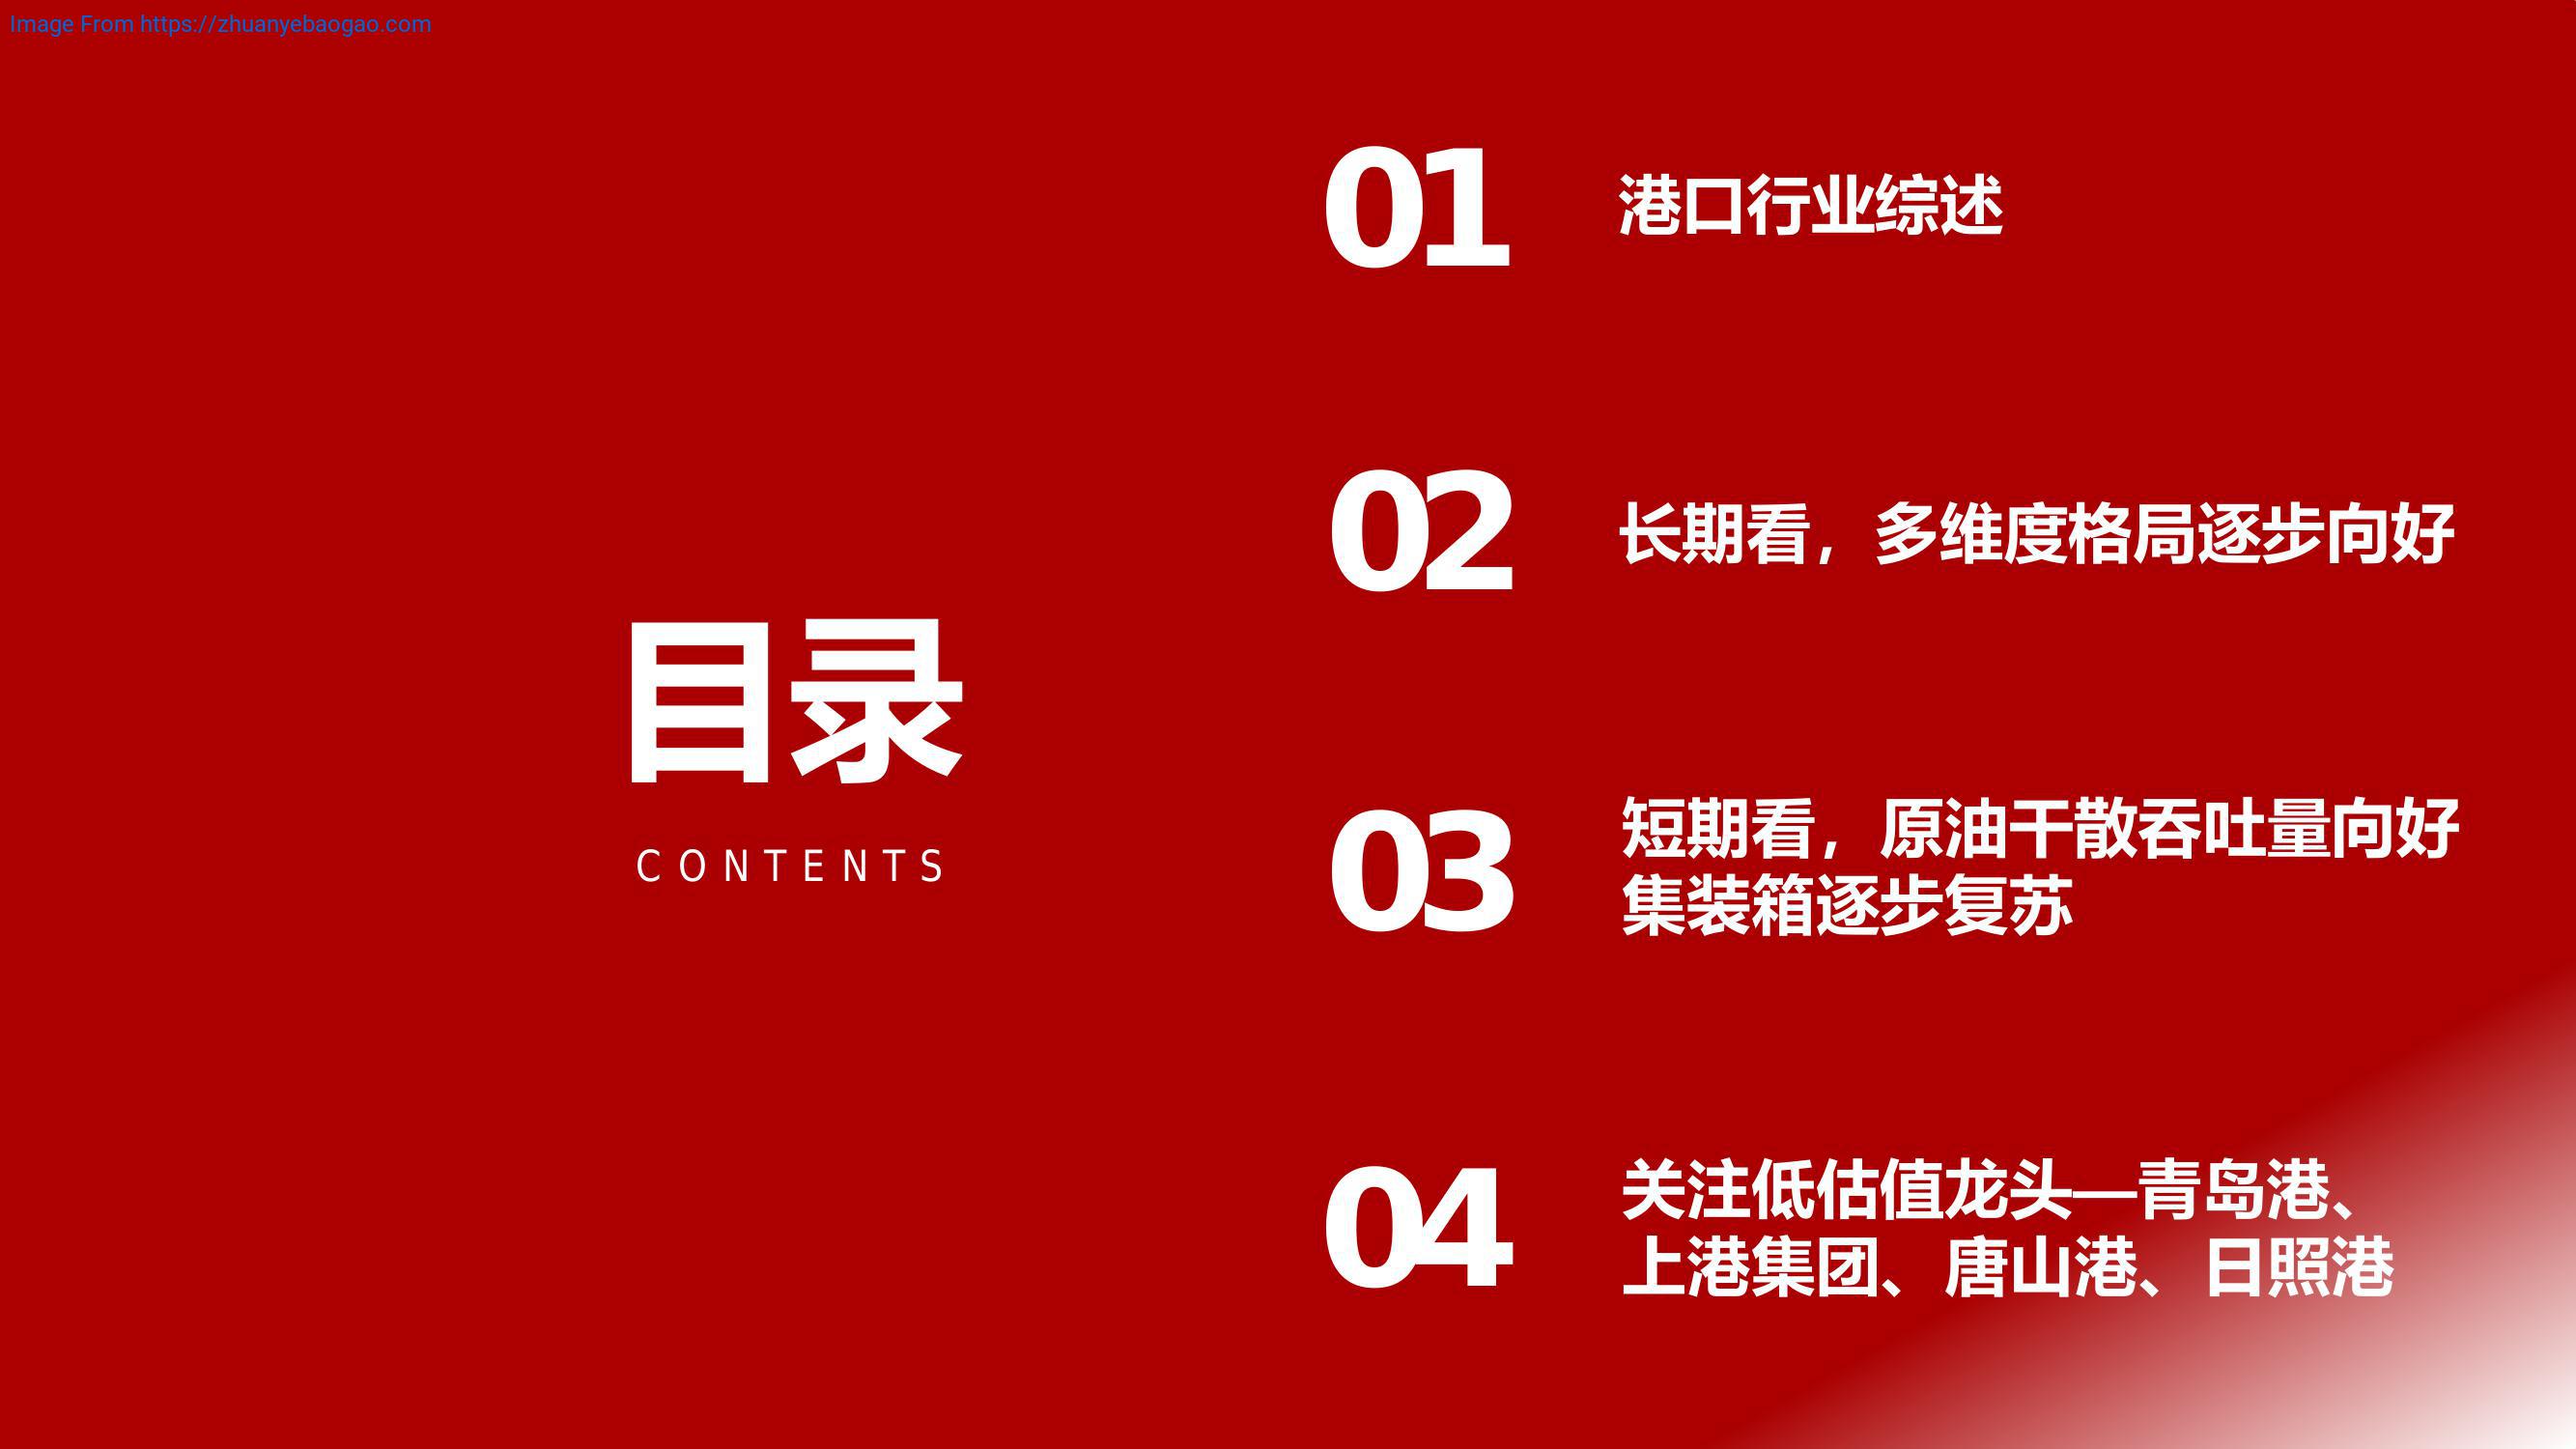 Image From https://zhuanyebaogao.com
目录
CONTENTS
01
港口行业综述
02
长期看，多维度格局逐步向好
03
短期看，原油干散吞吐量向好
集装箱逐步复苏
04
关注低估值龙头—青岛港、
上港集团、唐山港、日照港